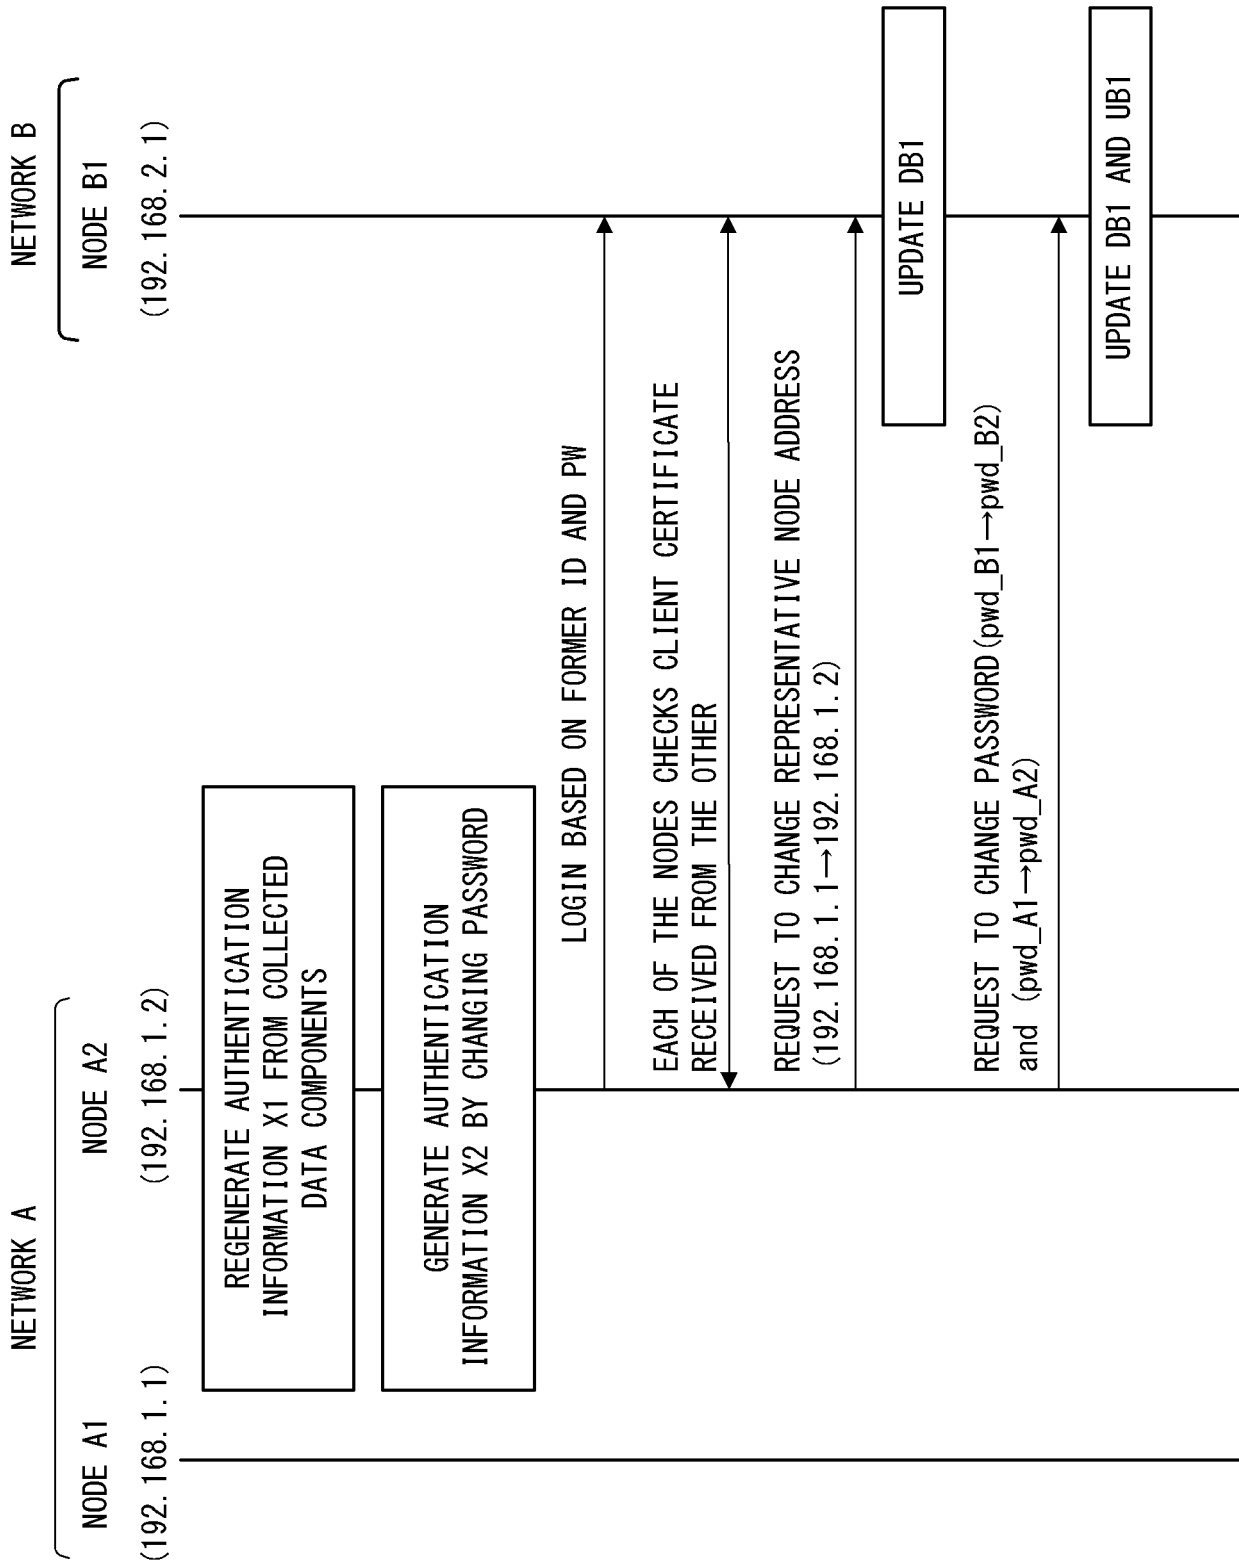 NETWORK A
NETWORK B
NODE A1
(192. 168. 1. 1)
NODE A2
(192. 168. 1. 2)
NODE B1
(192. 168. 2. 1)
REGENERATE AUTHENTICATION
INFORMATION X1 FROM COLLECTED
DATA COMPONENTS
GENERATE AUTHENTICATION
INFORMATION X2 BY CHANGING PASSWORD
LOGIN BASED ON FORMER ID AND PW
EACH OF THE NODES CHECKS CLIENT CERTIFICATE
RECEIVED FROM THE OTHER
REQUEST TO CHANGE REPRESENTATIVE NODE ADDRESS
(192. 168. 1. 1→192. 168. 1. 2)
UPDATE DB1
REQUEST TO CHANGE PASSWORD(pwd_B1→pwd_B2)
and (pwd_A1→pwd_A2)
UPDATE DB1 AND UB1